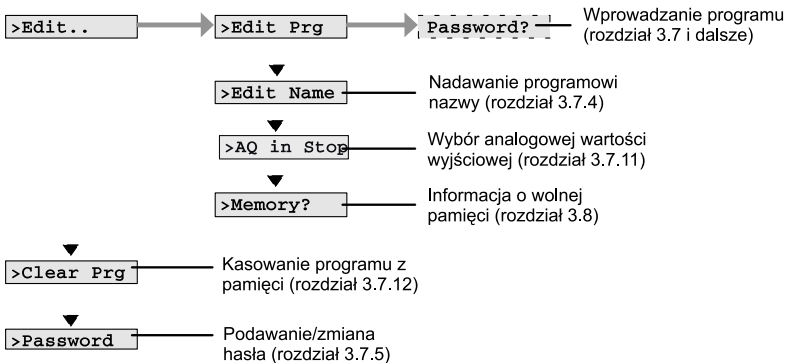 >Edit..
>Edit Prg
Password?
Wprowadzanie programu
(rozdział 3.7 i dalsze)
>Edit Name
Nadawanie programowi
nazwy (rozdział 3.7.4)
>AQ in Stop
Wybór analogowej wartości
wyjściowej (rozdział 3.7.11)
>Memory?
Informacja o wolnej
pamięci (rozdział 3.8)
>Clear Prg
Kasowanie programu z
pamięci (rozdział 3.7.12)
>Password
Podawanie/zmiana
hasła (rozdział 3.7.5)